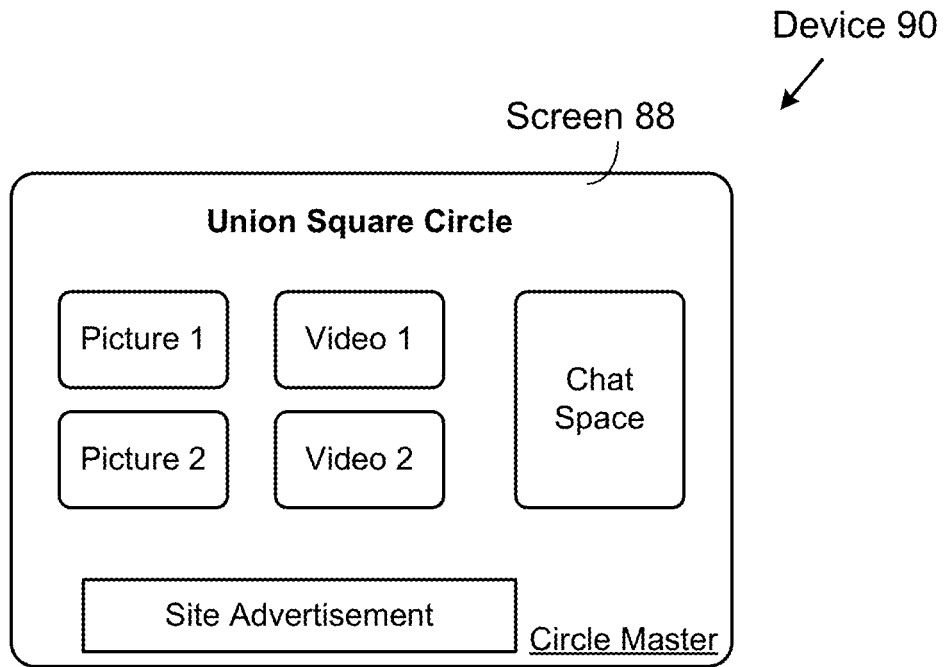 Device 90
Screen 88
Union Square Circle
Picture 1
Video 1
Chat
Space
Picture 2
Video 2
Site Advertisement
Circle Master